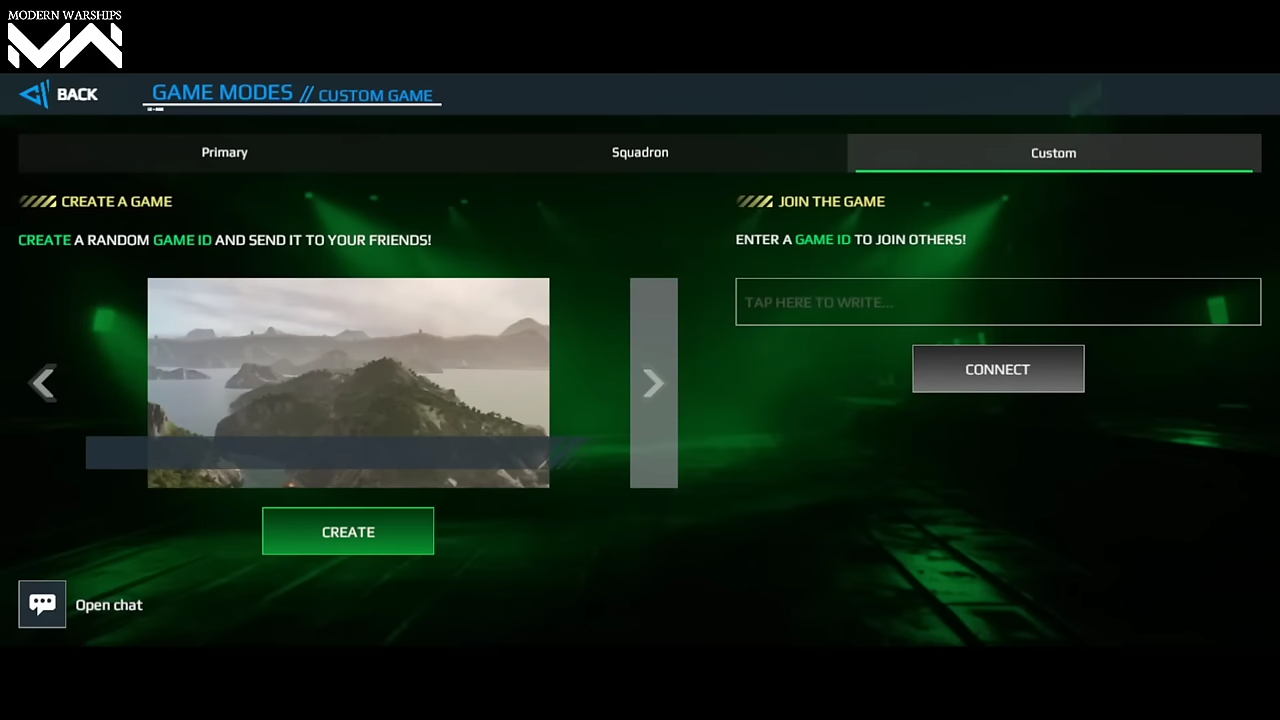 MODERN WARSHIPS
BACK
GAME MODES // CUSTOM GAME
Primary
Squadron
Custom
CREATE A GAME
CREATE A RANDOM GAME ID AND SEND IT TO YOUR FRIENDS!
CREATE
JOIN THE GAME
ENTER A GAME ID TO JOIN OTHERS!
TAP HERE TO WRITE...
CONNECT
Open chat